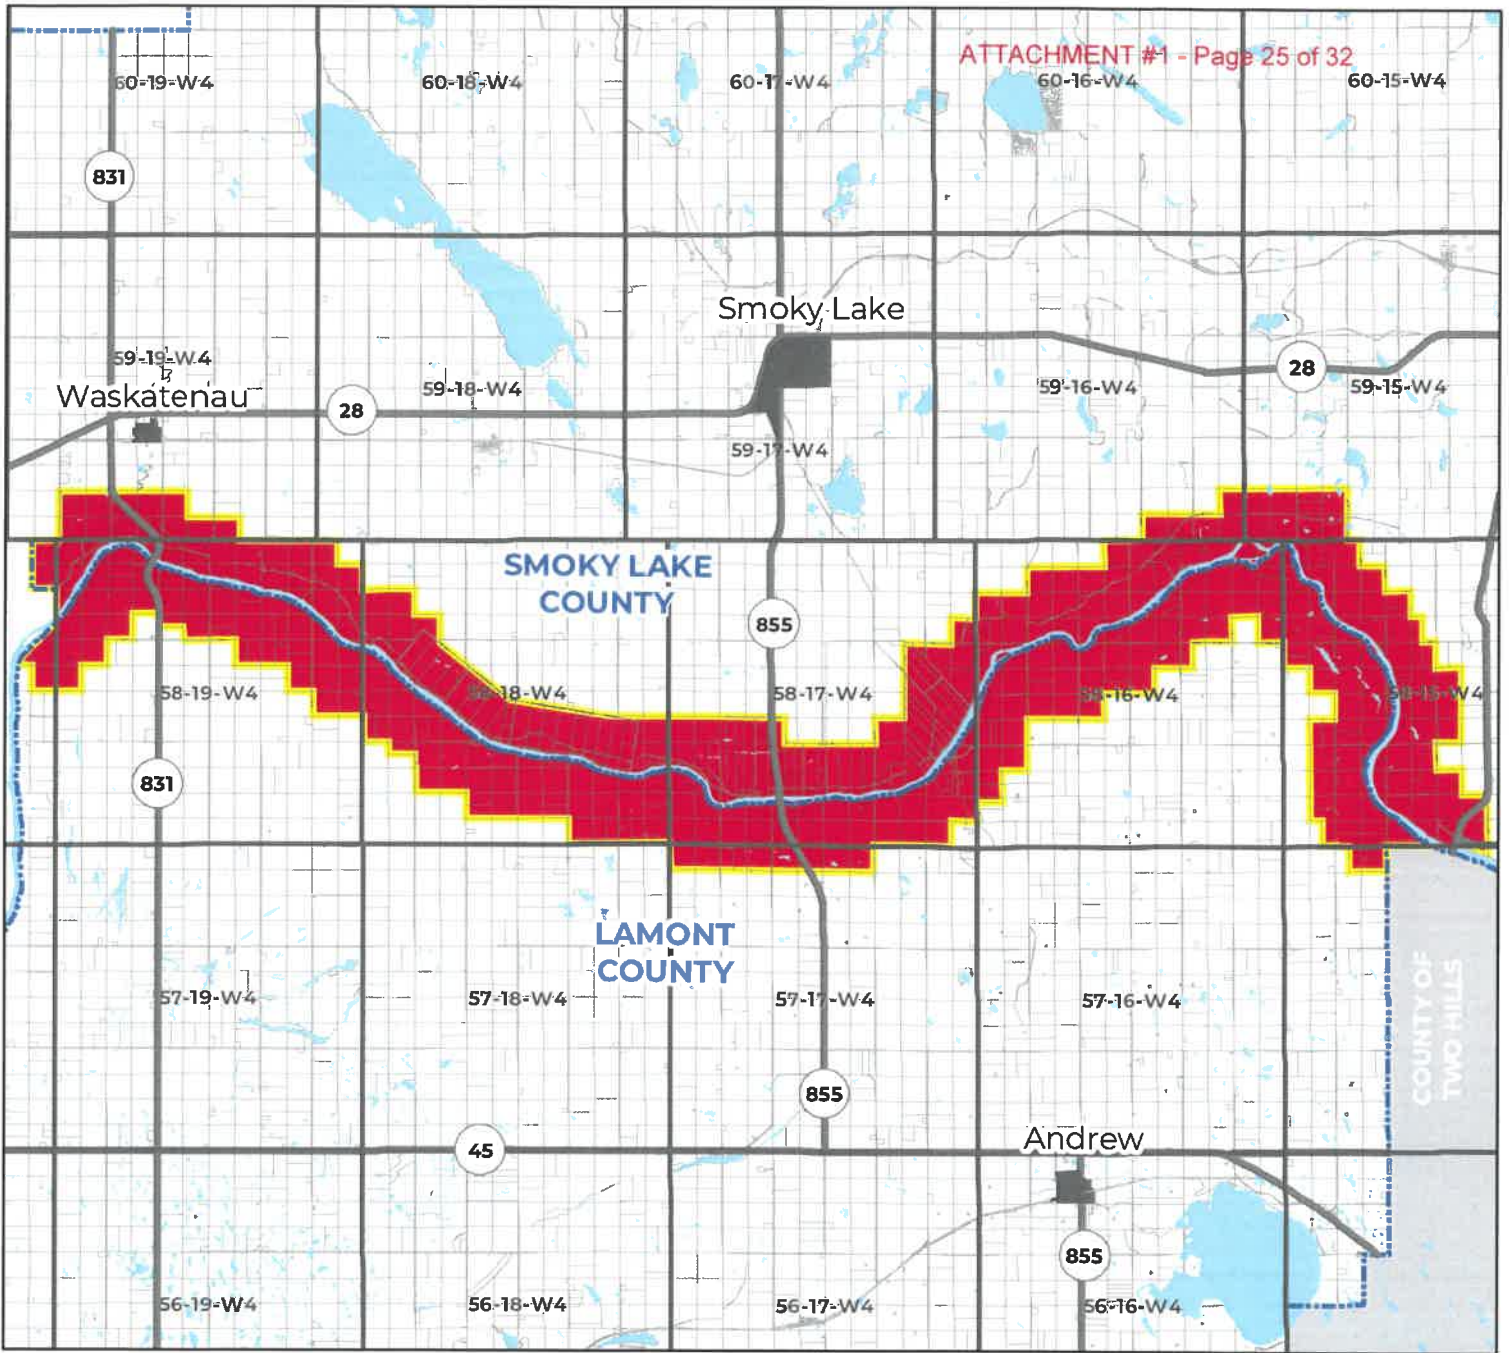 ATTACHMENT #1 - Page 25 of 32
60-19-W4
60-18-W4
60-17-W4
60-16-W4
60-15-W4
831
Smoky Lake
59-19-W4
Waskatenau
28
59-18-W4
59-17-W4
59-16-W4
28
59-15-W4
SMOKY LAKE
COUNTY
855
58-19-W4
58-18-W4
58-17-W4
58-16-W4
58-15-W4
831
LAMONT
COUNTY
57-19-W4
57-18-W4
57-17-W4
57-16-W4
COUNTY OF
TWO HILLS
855
45
Andrew
855
56-19-W4
56-18-W4
56-17-W4
56-16-W4